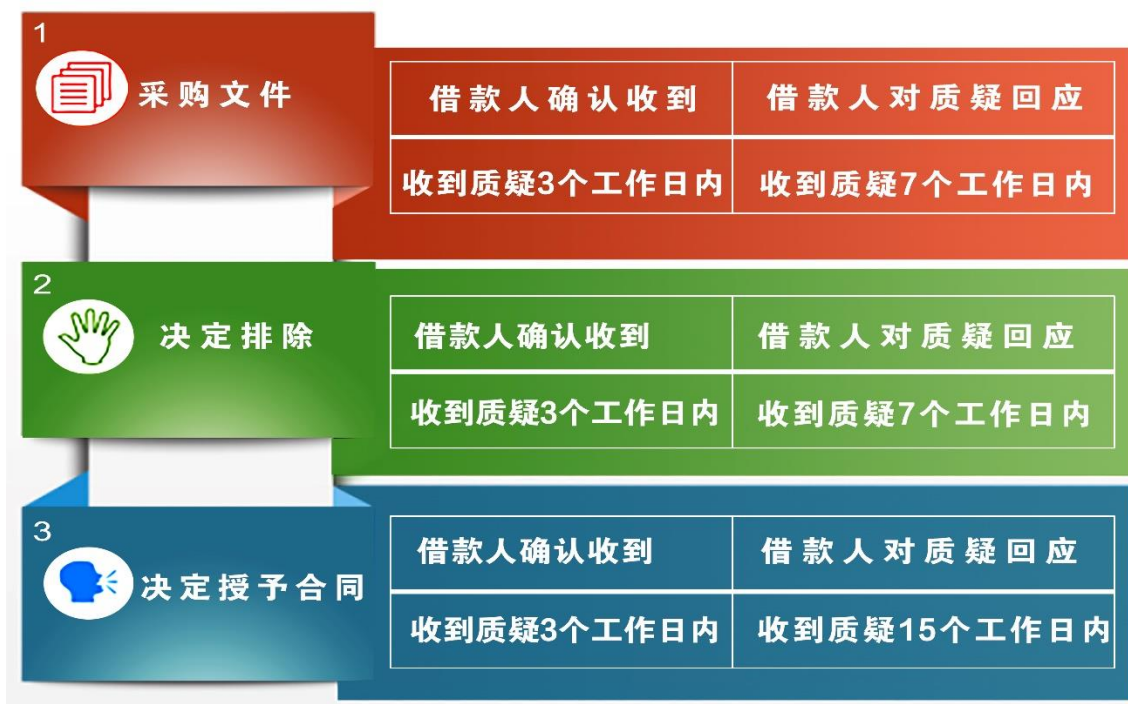 1
采购文件
借款人确认收到 借款人对质疑回应
收到质疑3个工作日内 收到质疑7个工作日内
2
决定排除
借款人确认收到 借款人对质疑回应
收到质疑3个工作日内 收到质疑7个工作日内
3
决定授予合同
借款人确认收到 借款人对质疑回应
收到质疑3个工作日内 收到质疑15个工作日内